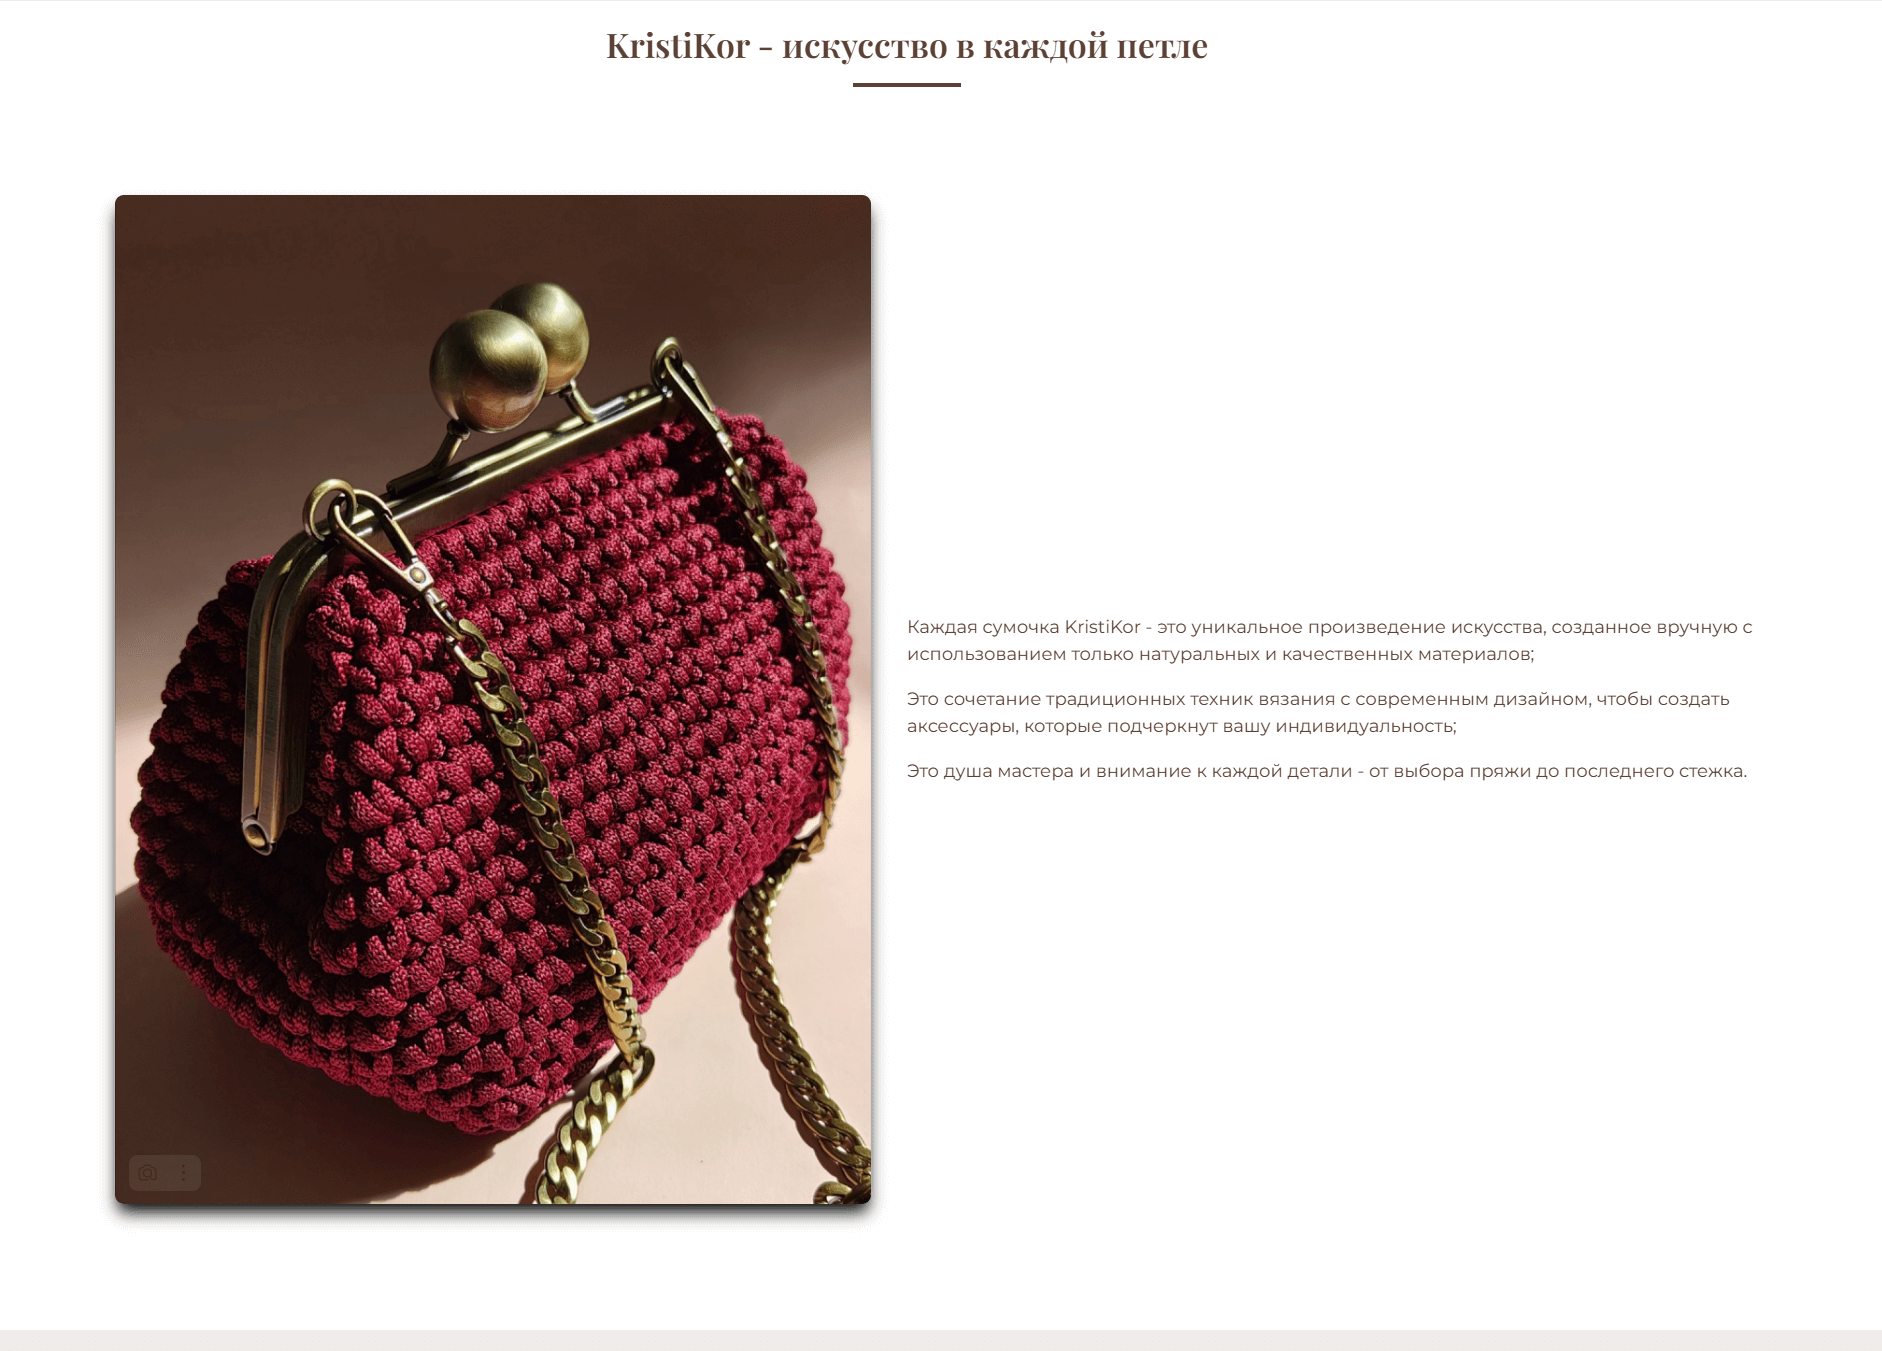 KristiKor - искусство в каждой петле
Каждая сумочка KristiKor - это уникальное произведение искусства, созданное вручную с
использованием только натуральных и качественных материалов;
Это сочетание традиционных техник вязания с современным дизайном, чтобы создать
аксессуары, которые подчеркнут вашу индивидуальность;
Это душа мастера и внимание к каждой детали - от выбора пряжи до последнего стежка.